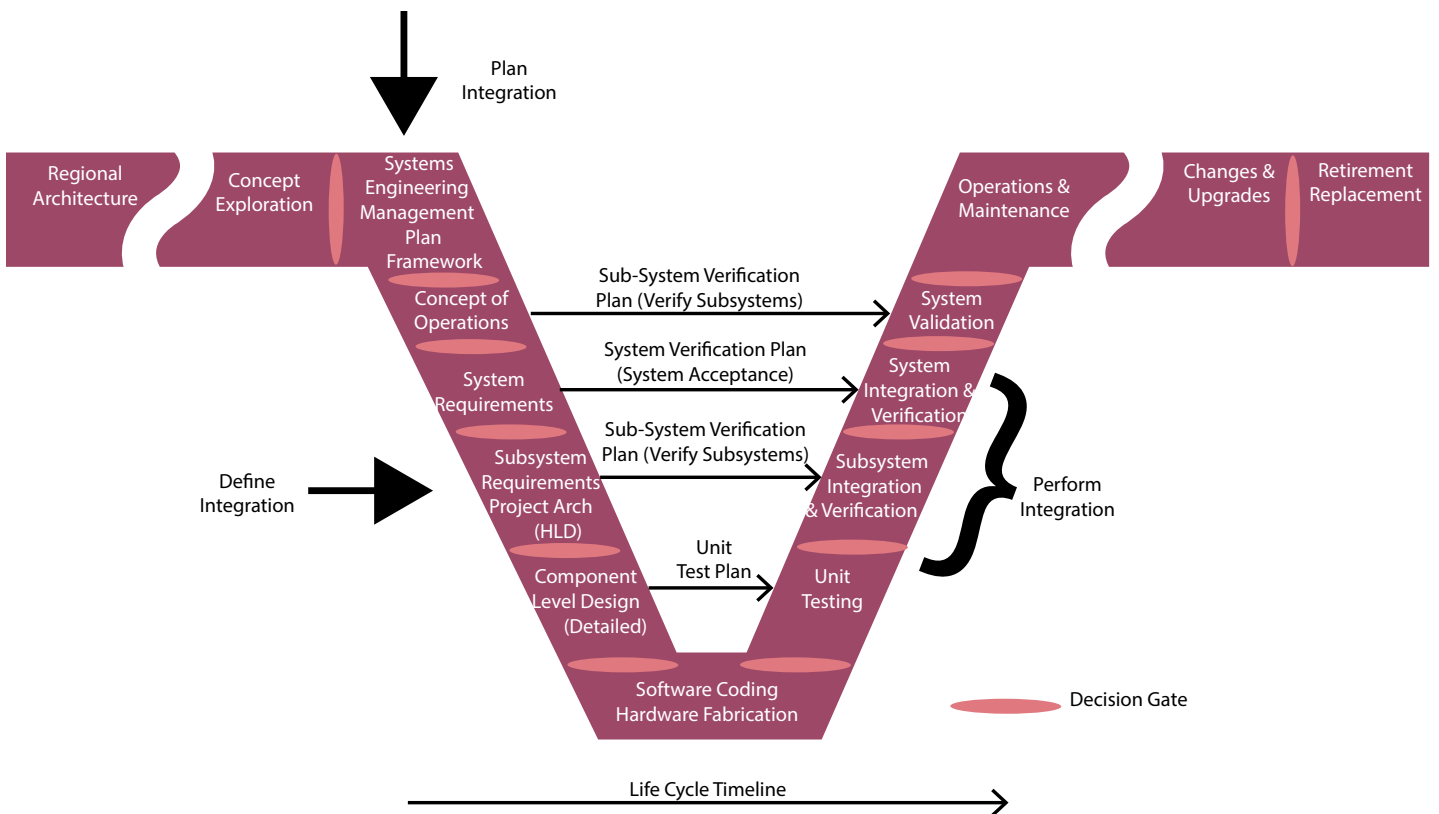 Plan
Integration
Regional
Architecture
Concept
Exploration
Systems
Engineering
Management
Plan
Framework
Operations &
Maintenance
Changes &
Upgrades
Retirement
Replacement
Concept of
Operations
Sub-System Verification
Plan (Verify Subsystems)
System
Validation
System
Requirements
System Verification Plan
(System Acceptance)
System
Integration &
Verification
Define
Integration
Subsystem
Requirements
Project Arch
(HLD)
Sub-System Verification
Plan (Verify Subsystems)
Subsystem
Integration
& Verification
Perform
Integration
Component
Level Design
(Detailed)
Unit
Test Plan
Unit
Testing
Software Coding
Hardware Fabrication
Decision Gate
Life Cycle Timeline